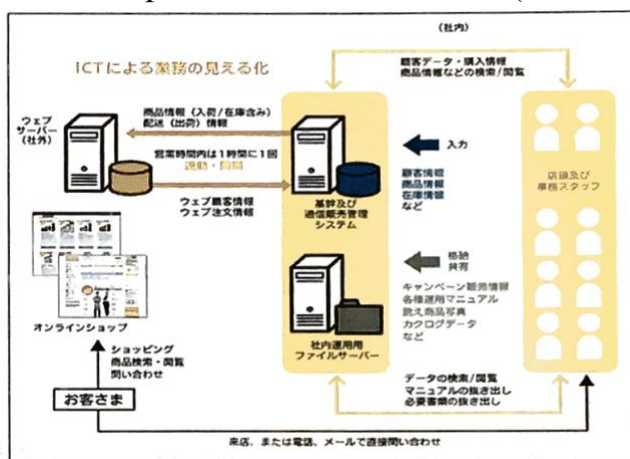 （社内）
ICTによる業務の見える化
顧客データ・購入情報
商品情報などの検索/閲覧
商品情報（入荷/在庫含み）
配送（出荷）情報
ウェブ
サーバー
（社外）
営業時間内は1時間に1回
ウェブ顧客情報
ウェブ注文情報
基幹及び
通信販売管理
システム
入力
顧客情報
商品情報
在庫情報
など
店頭及び
事務スタッフ
格納
共有
キャンペーン販売情報
各種運用マニュアル
商品写真
カタログデータ
など
オンラインショップ
社内運用用
ファイルサーバー
ショッピング
商品検索・閲覧
問い合わせ
お客さま
データの検索/閲覧
マニュアルの抜き出し
必要書類の抜き出し
来店、または電話、メールで直接問い合わせ